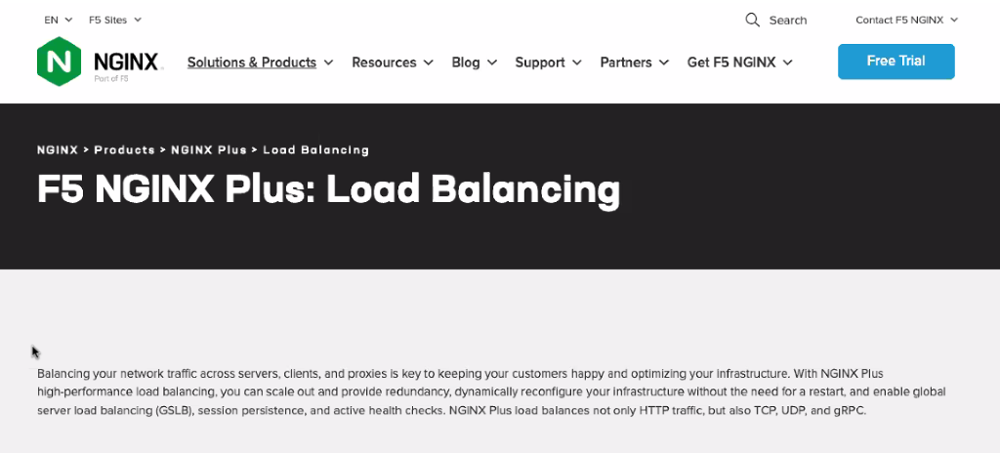 EN F5 Sites Search Contact F5 NGINX
NGINX
Part of F5
Solutions & Products Resources Blog Support Partners Get F5 NGINX Free Trial
NGINX > Products > NGINX Plus > Load Balancing
F5 NGINX Plus: Load Balancing
Balancing your network traffic across servers, clients, and proxies is key to keeping your customers happy and optimizing your infrastructure. With NGINX Plus
high-performance load balancing, you can scale out and provide redundancy, dynamically reconfigure your infrastructure without the need for a restart, and enable global
server load balancing (GSLB), session persistence, and active health checks. NGINX Plus load balances not only HTTP traffic, but also TCP, UDP, and gRPC.